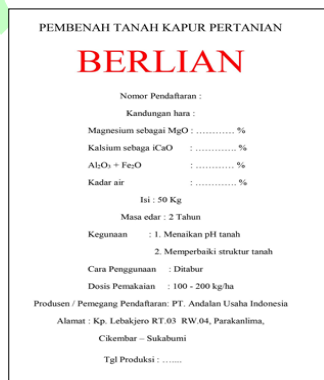 PEMBENAH TANAH KAPUR PERTANIAN
BERLIAN
Nomor Pendaftaran :
Kandungan hara :
Magnesium sebagai MgO : ………… %
Kalsium sebaga iCaO : ………… %
Al₂O₃ + Fe₂O : ………… %
Kadar air : ………… %
Isi : 50 Kg
Masa edar : 2 Tahun
Kegunaan : 1. Menaikan pH tanah
2. Memperbaiki struktur tanah
Cara Penggunaan : Ditabur
Dosis Pemakaian : 100 - 200 kg/ha
Produsen / Pemegang Pendaftaran: PT. Andalan Usaha Indonesia
Alamat : Kp. Lebakjero RT.03 RW.04, Parakanlima,
Cikembar – Sukabumi
Tgl Produksi : …....